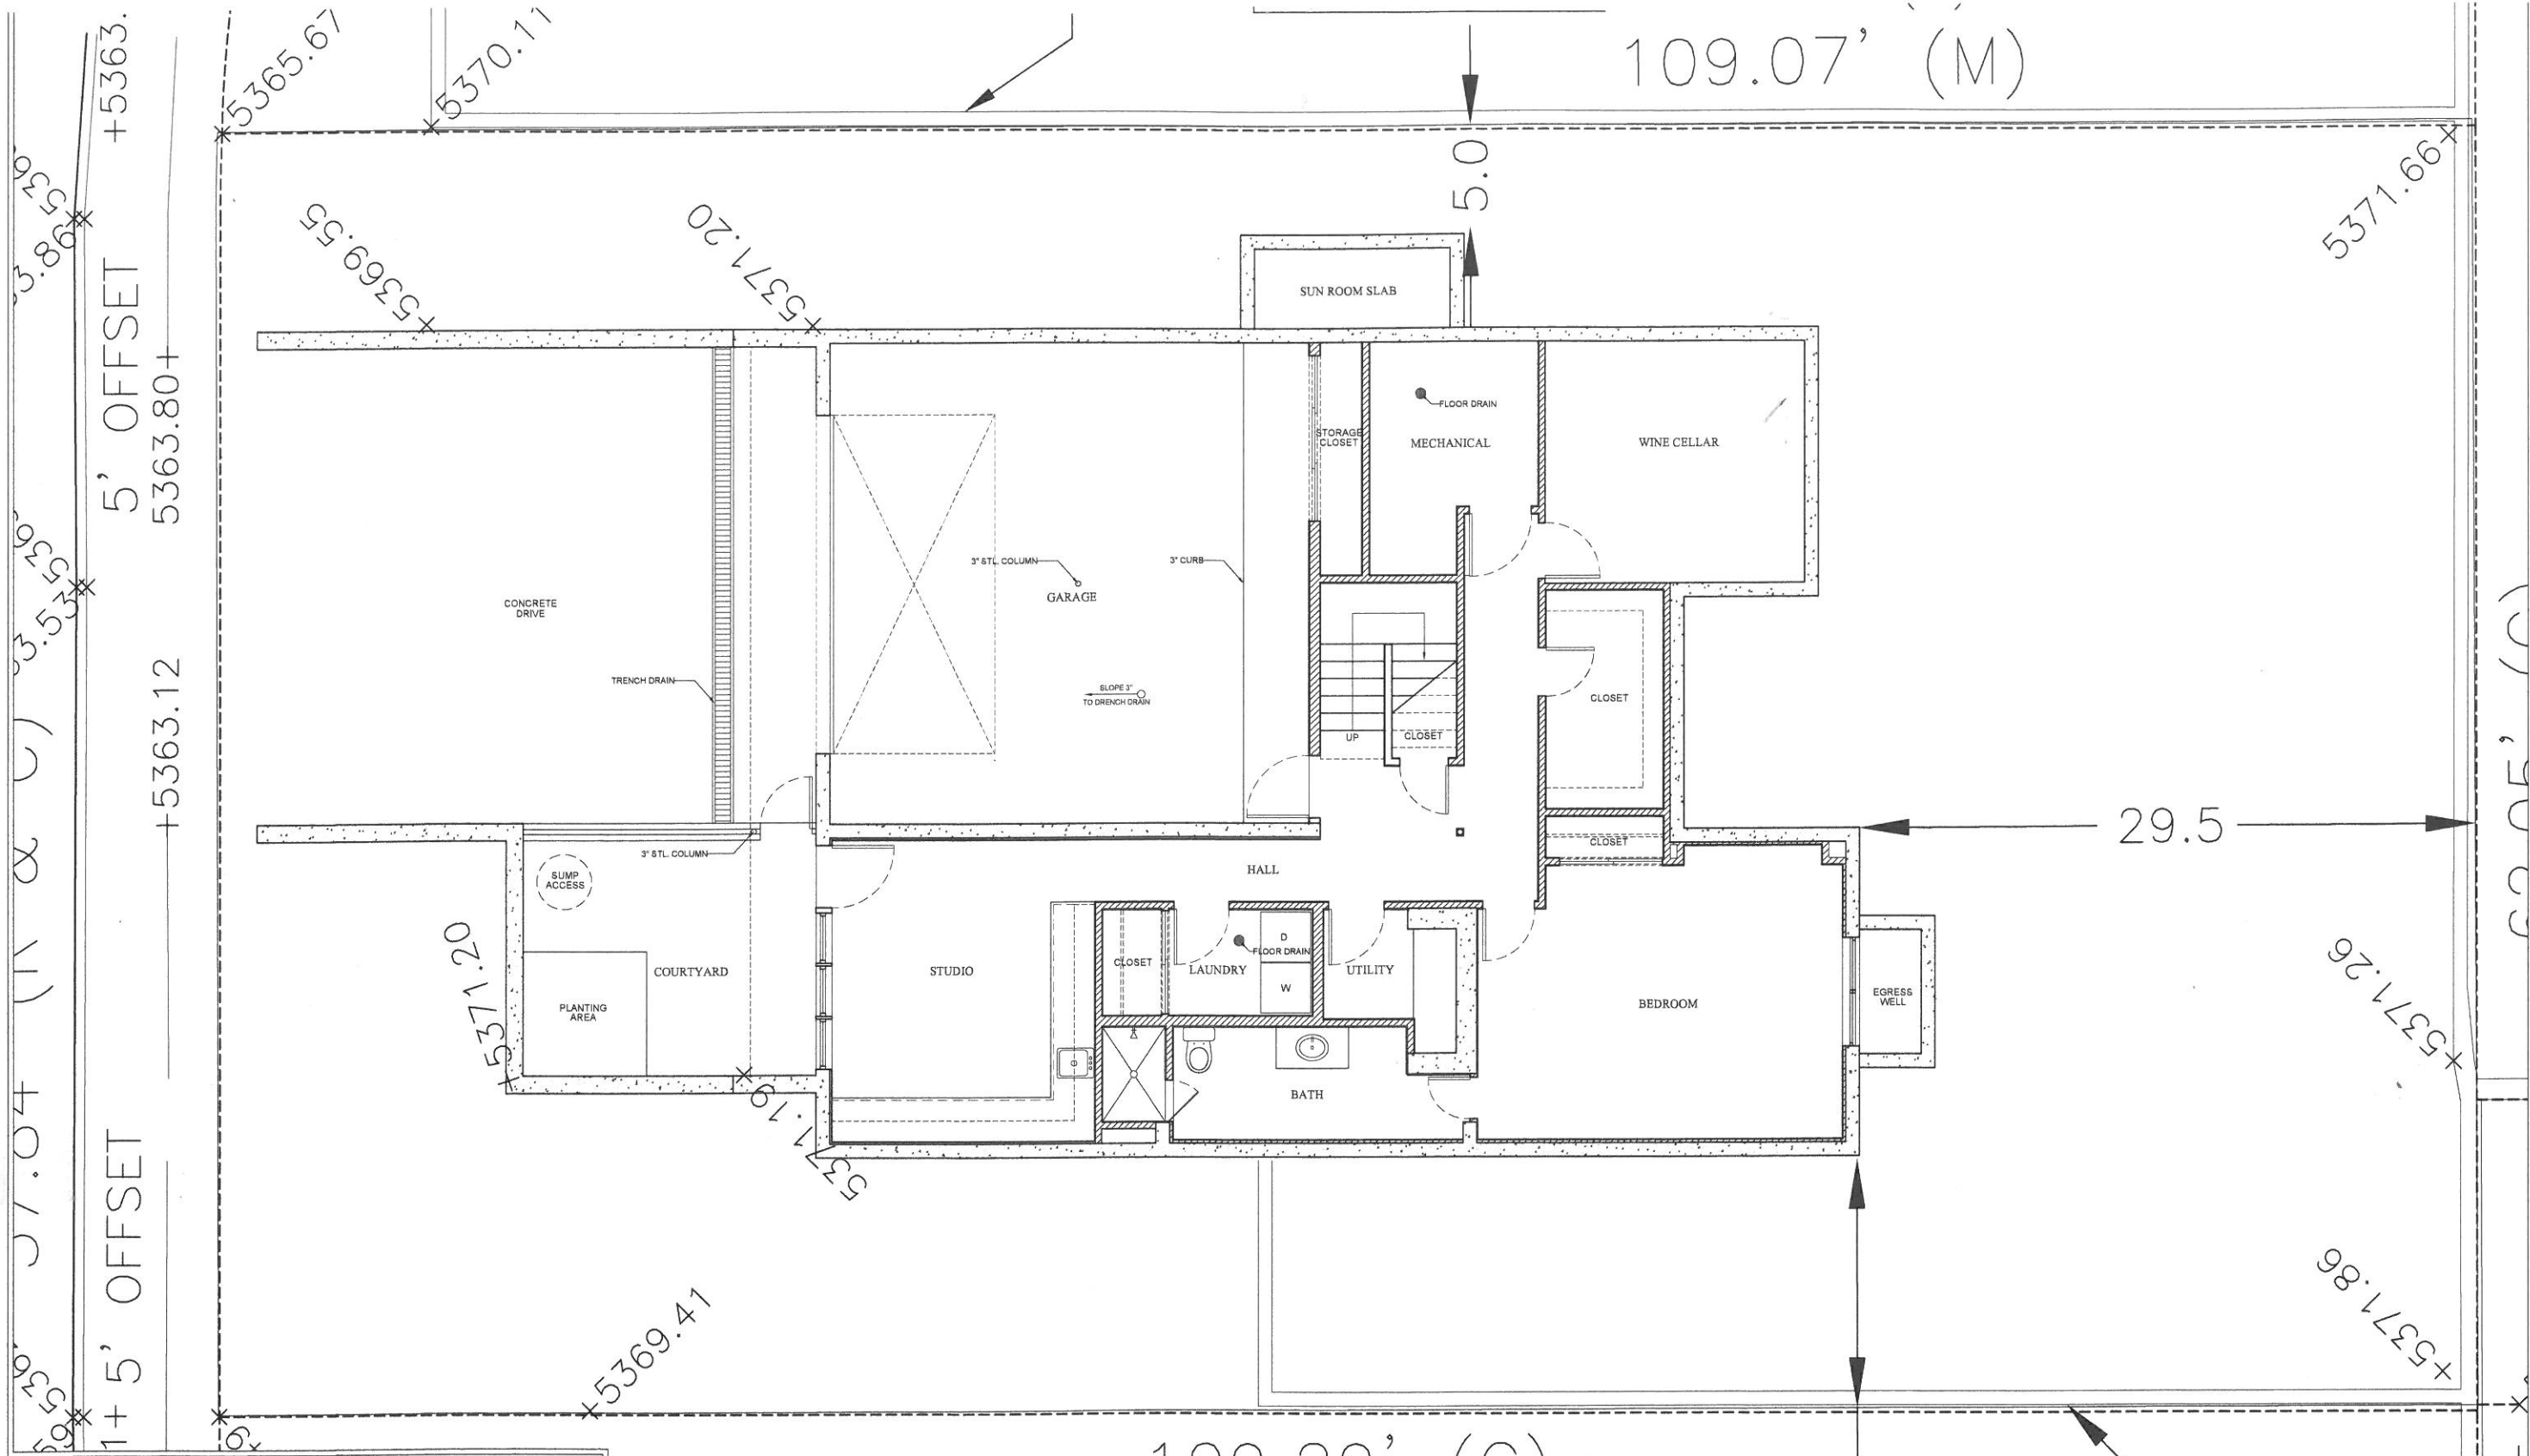 109.07' (M)
5365.67
5370.11
+5363.
5.0
5371.66
5' OFFSET
5363.80+
5369.55
5371.20
SUN ROOM SLAB
FLOOR DRAIN
STORAGE
CLOSET
MECHANICAL
WINE CELLAR
3" STL. COLUMN
3" CURB
GARAGE
CONCRETE
DRIVE
TRENCH DRAIN
SLOPE 3"
TO DRENCH DRAIN
UP
CLOSET
CLOSET
+5363.12
29.5
3" STL. COLUMN
CLOSET
HALL
SUMP
ACCESS
+5371.20
COURTYARD
PLANTING
AREA
STUDIO
CLOSET
LAUNDRY
FLOOR DRAIN
D
W
UTILITY
BEDROOM
EGRESS
WELL
BATH
5371.26
5371.19
5371.86
5' OFFSET
5369.41